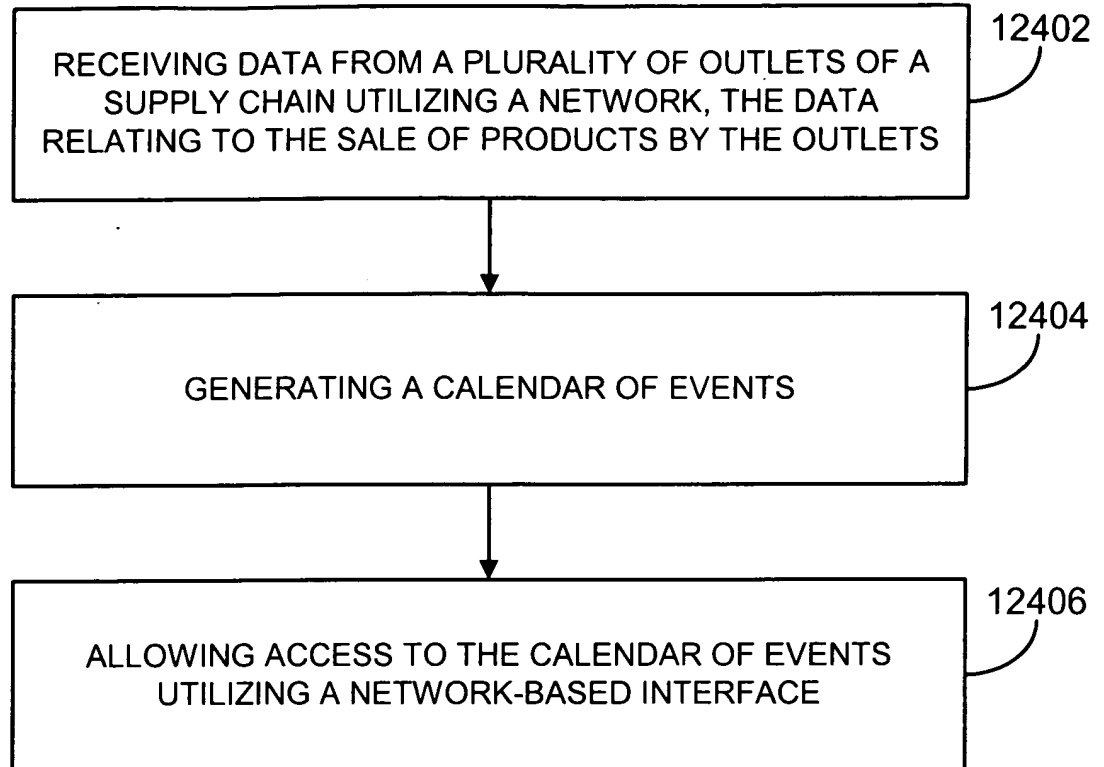 12402
RECEIVING DATA FROM A PLURALITY OF OUTLETS OF A
SUPPLY CHAIN UTILIZING A NETWORK, THE DATA
RELATING TO THE SALE OF PRODUCTS BY THE OUTLETS
12404
GENERATING A CALENDAR OF EVENTS
12406
ALLOWING ACCESS TO THE CALENDAR OF EVENTS
UTILIZING A NETWORK-BASED INTERFACE